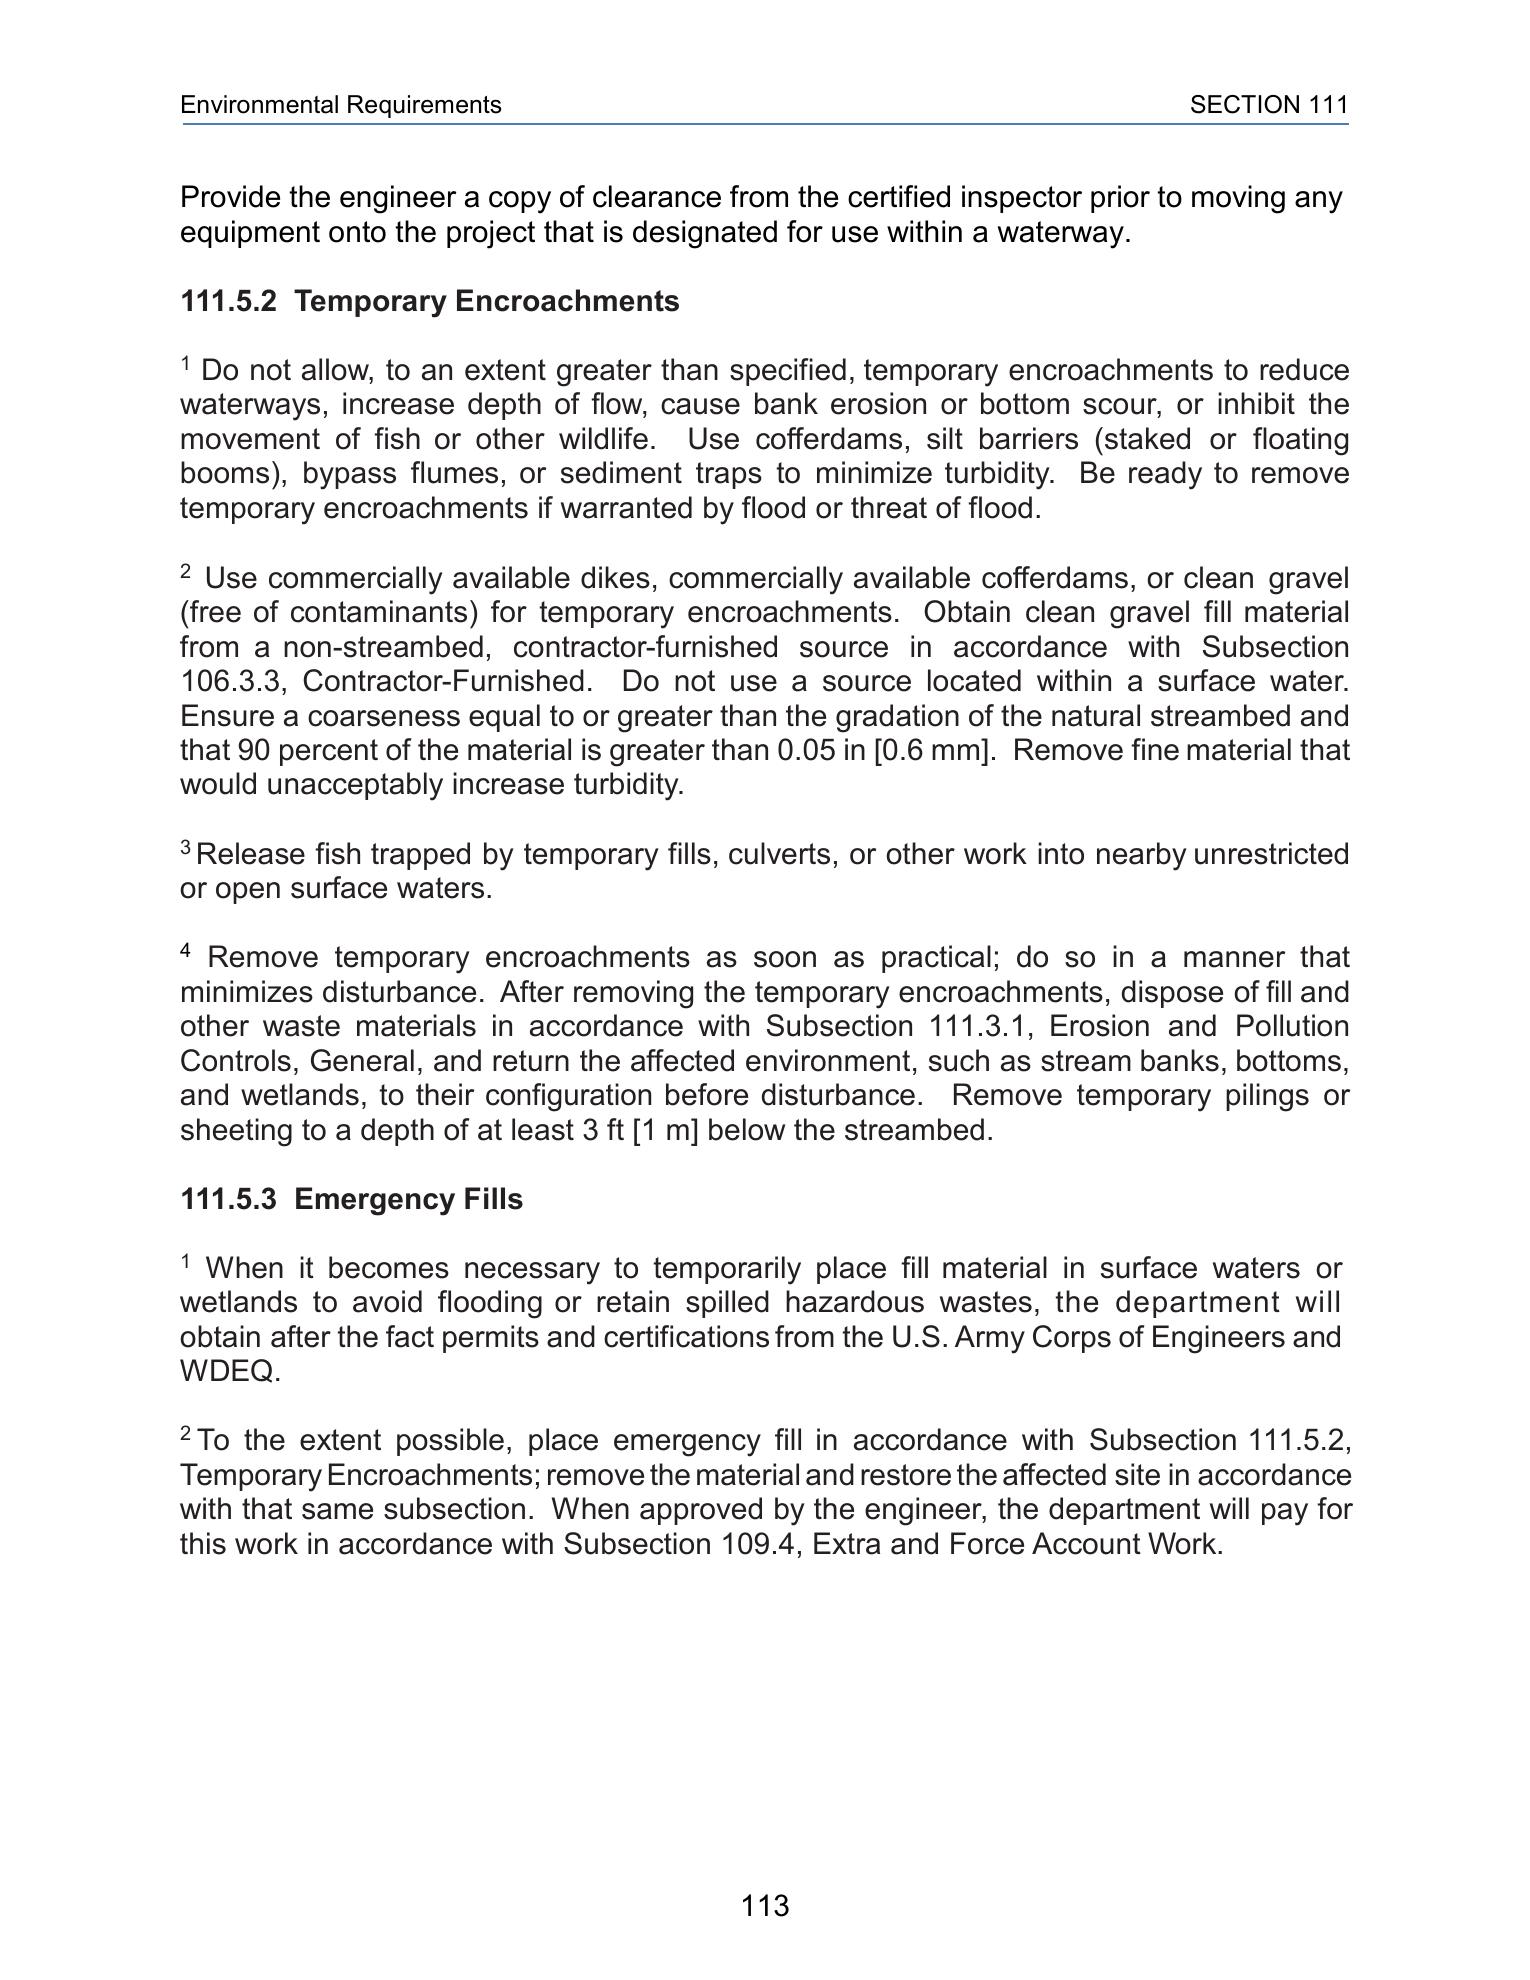 Environmental Requirements SECTION 111
Provide the engineer a copy of clearance from the certified inspector prior to moving any
equipment onto the project that is designated for use within a waterway.
111.5.2 Temporary Encroachments
1 Do not allow, to an extent greater than specified, temporary encroachments to reduce
waterways, increase depth of flow, cause bank erosion or bottom scour, or inhibit the
movement of fish or other wildlife. Use cofferdams, silt barriers (staked or floating
booms), bypass flumes, or sediment traps to minimize turbidity. Be ready to remove
temporary encroachments if warranted by flood or threat of flood.
2 Use commercially available dikes, commercially available cofferdams, or clean gravel
(free of contaminants) for temporary encroachments. Obtain clean gravel fill material
from a non-streambed, contractor-furnished source in accordance with Subsection
106.3.3, Contractor-Furnished. Do not use a source located within a surface water.
Ensure a coarseness equal to or greater than the gradation of the natural streambed and
that 90 percent of the material is greater than 0.05 in [0.6 mm]. Remove fine material that
would unacceptably increase turbidity.
3 Release fish trapped by temporary fills, culverts, or other work into nearby unrestricted
or open surface waters.
4 Remove temporary encroachments as soon as practical; do so in a manner that
minimizes disturbance. After removing the temporary encroachments, dispose of fill and
other waste materials in accordance with Subsection 111.3.1, Erosion and Pollution
Controls, General, and return the affected environment, such as stream banks, bottoms,
and wetlands, to their configuration before disturbance. Remove temporary pilings or
sheeting to a depth of at least 3 ft [1 m] below the streambed.
111.5.3 Emergency Fills
1 When it becomes necessary to temporarily place fill material in surface waters or
wetlands to avoid flooding or retain spilled hazardous wastes, the department will
obtain after the fact permits and certifications from the U.S. Army Corps of Engineers and
WDEQ.
2 To the extent possible, place emergency fill in accordance with Subsection 111.5.2,
Temporary Encroachments; remove the material and restore the affected site in accordance
with that same subsection. When approved by the engineer, the department will pay for
this work in accordance with Subsection 109.4, Extra and Force Account Work.
113